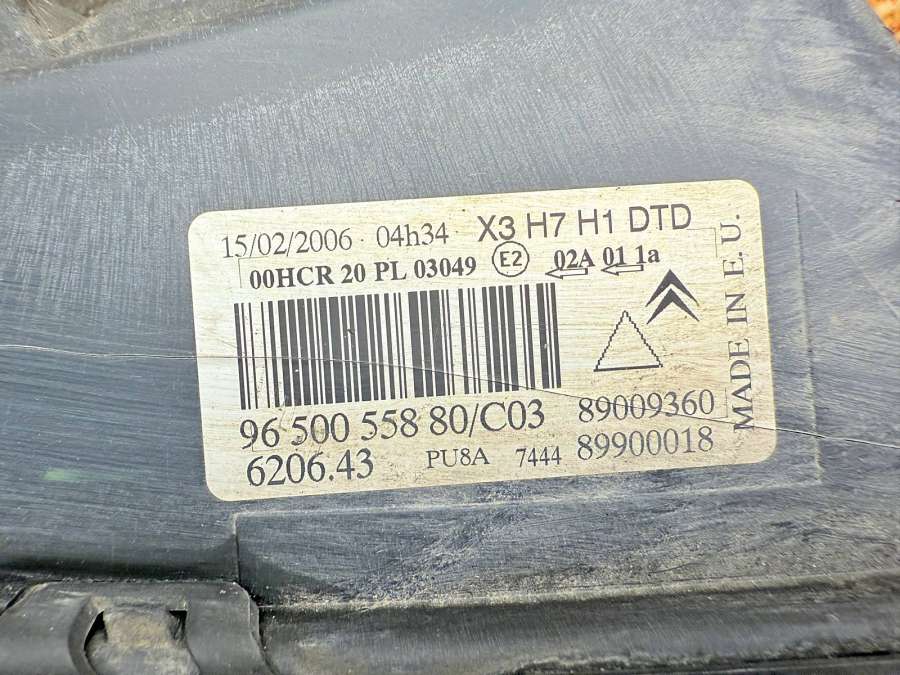 15/02/2006 · 04h34 · X3 H7 H1 DTD
00HCR 20 PL 03049 E2 02A 01 1a
96 500 558 80/C03 89009360
6206.43 PU8A 7444 89900018
MADE IN E.U.